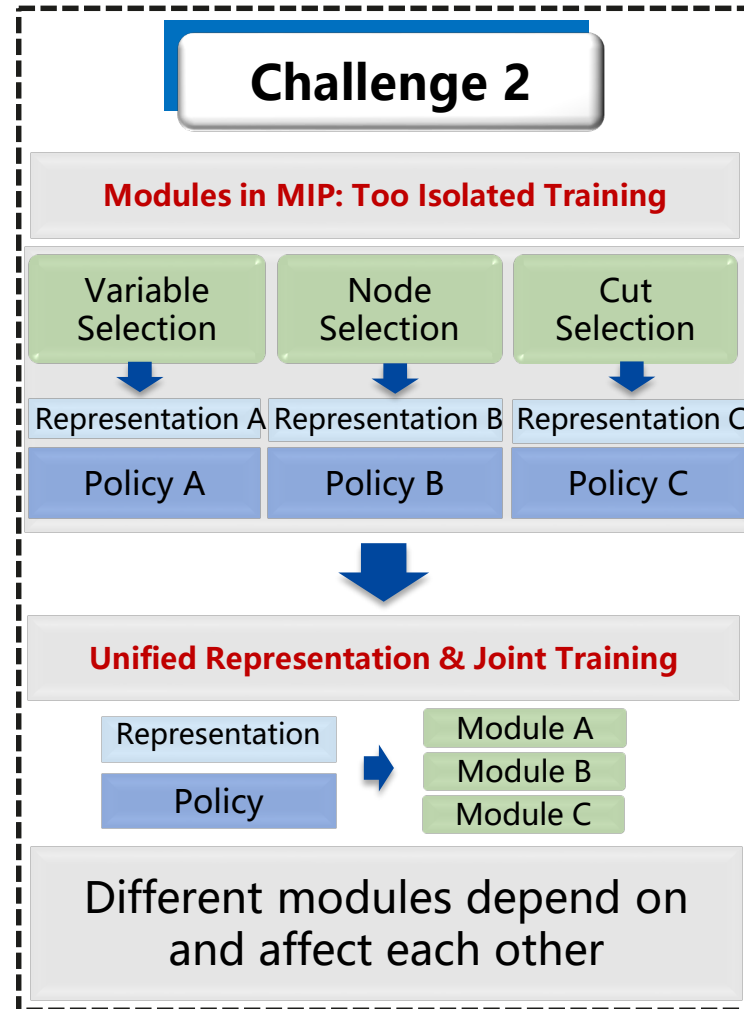 Challenge 2
Modules in MIP: Too Isolated Training
Variable
Selection
Node
Selection
Cut
Selection
Representation A
Representation B
Representation C
Policy A
Policy B
Policy C
Unified Representation & Joint Training
Representation
Policy
Module A
Module B
Module C
Different modules depend on
and affect each other